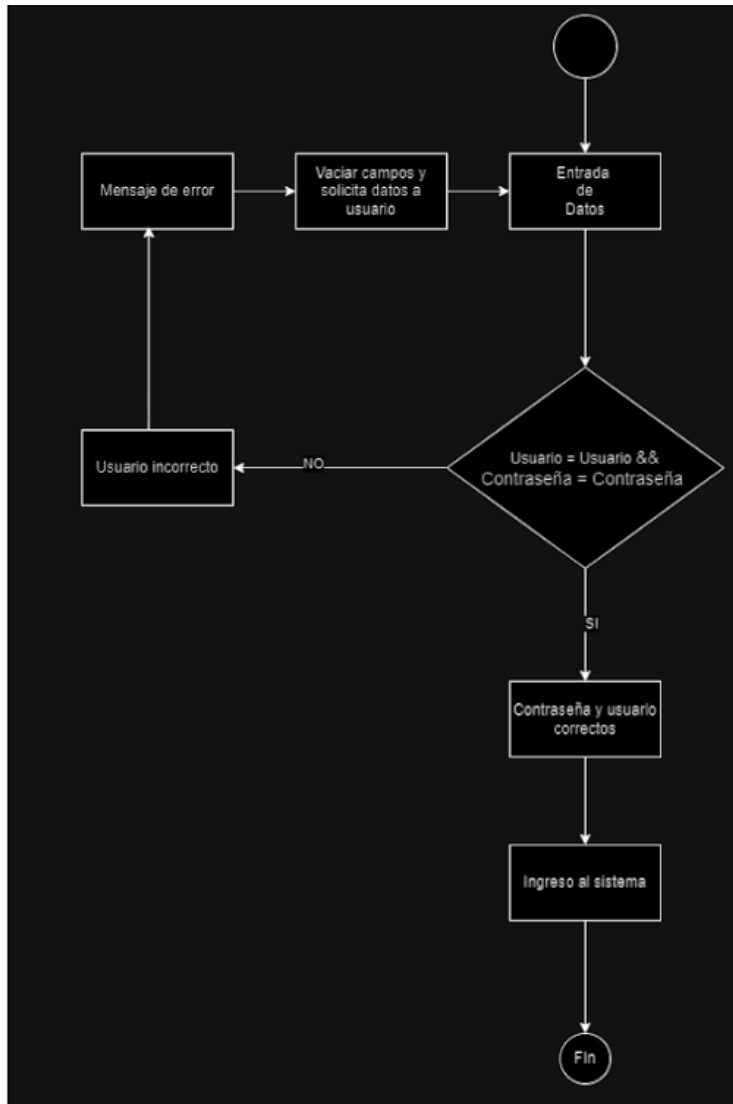 Mensaje de error
Vaciar campos y
solicita datos a
usuario
Entrada
de
Datos
Usuario incorrecto
NO
Usuario = Usuario &&
Contraseña = Contraseña
SI
Contraseña y usuario
correctos
Ingreso al sistema
FIn